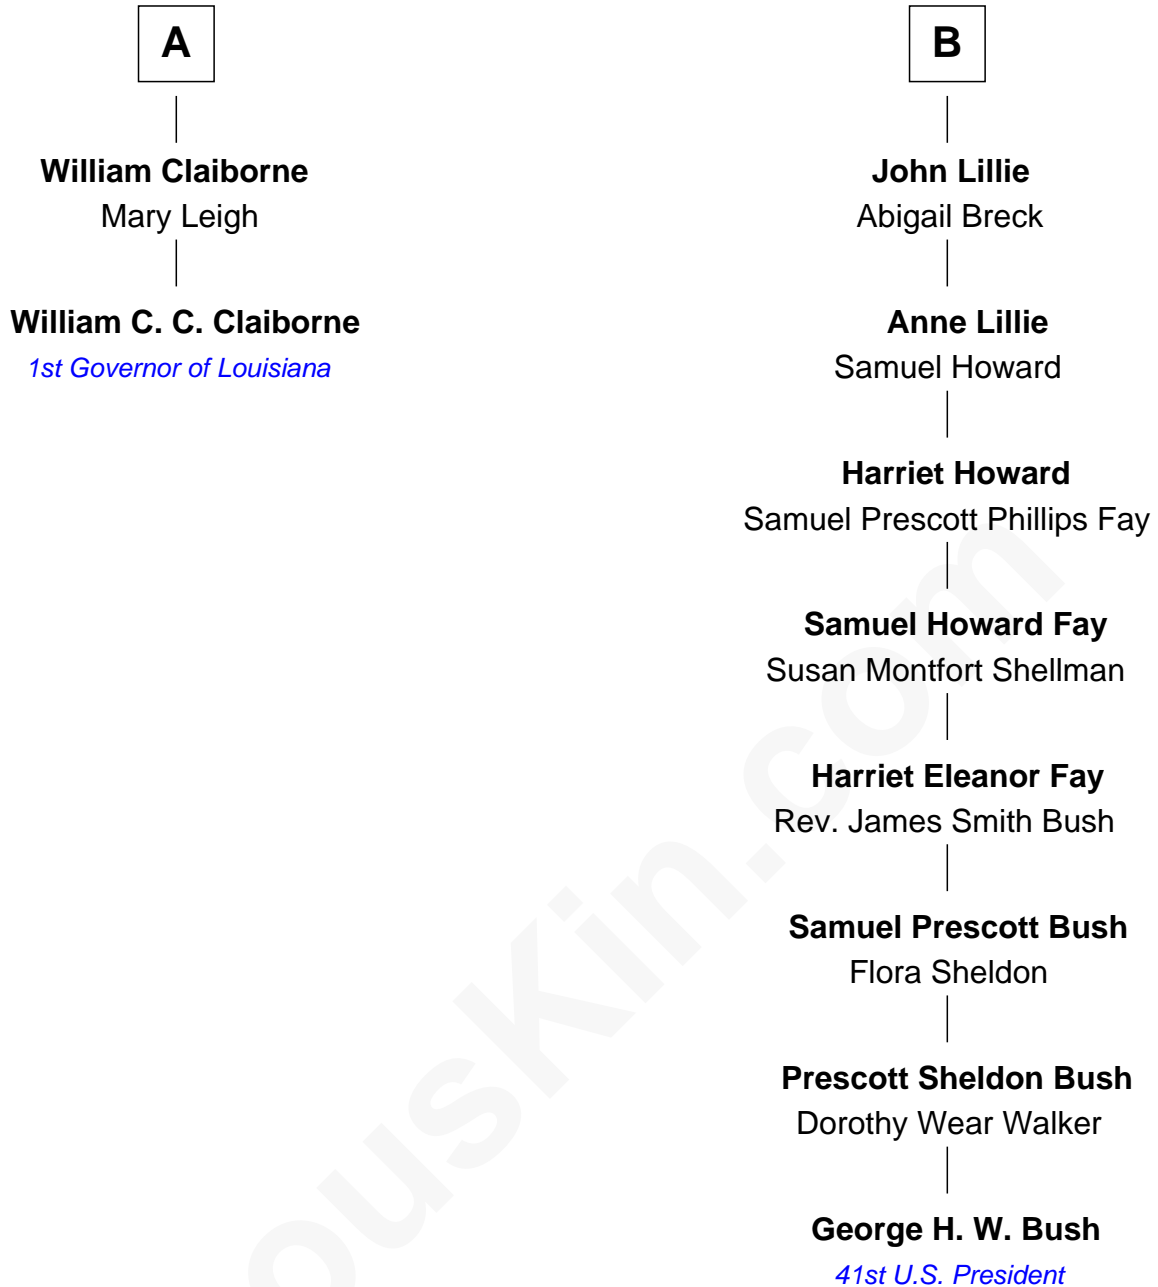 A
William Claiborne
Mary Leigh
William C. C. Claiborne
1st Governor of Louisiana
B
John Lillie
Abigail Breck
Anne Lillie
Samuel Howard
Harriet Howard
Samuel Prescott Phillips Fay
Samuel Howard Fay
Susan Montfort Shellman
Harriet Eleanor Fay
Rev. James Smith Bush
Samuel Prescott Bush
Flora Sheldon
Prescott Sheldon Bush
Dorothy Wear Walker
George H. W. Bush
41st U.S. President
ousKin.com